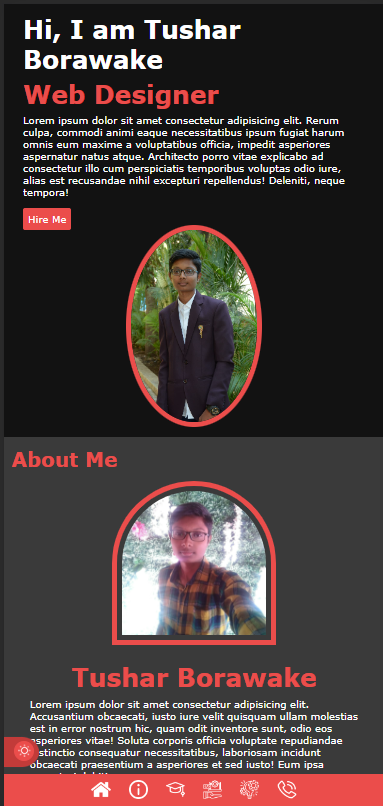 Hi, I am Tushar
Borawake
Web Designer
Lorem ipsum dolor sit amet consectetur adipisicing elit. Rerum
culpa, commodi animi eaque necessitatibus ipsum fugiat harum
omnis eum maxime a voluptatibus officia, impedit asperiores
aspernatur natus atque. Architecto porro vitae explicabo ad
consectetur illo cum perspiciatis temporibus voluptas odio iure,
alias est recusandae nihil excepturi repellendus! Deleniti, neque
tempora!
Hire Me
About Me
Tushar Borawake
Lorem ipsum dolor sit amet consectetur adipisicing elit.
Accusantium obcaecati, iusto iure velit quisquam ullam molestias
est in error nostrum hic, quam odit inventore sunt, odio eos
asperiores vitae! Soluta corporis officia voluptate repudiandae
distinctio consequatur necessitatibus, laboriosam incidunt
obcaecati praesentium a asperiores et sed iusto! Eum ipsa